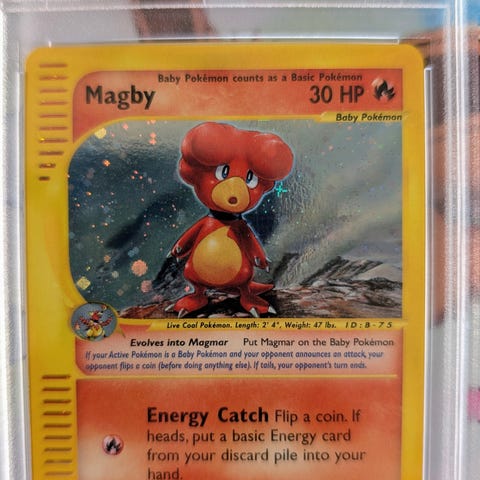 Baby Pokémon counts as a Basic Pokémon
Magby 30 HP
Baby Pokémon
Live Coal Pokémon. Length: 2' 4", Weight: 47 lbs. ID: B-75
Evolves into Magmar Put Magmar on the Baby Pokémon
If your Active Pokémon is a Baby Pokémon and your opponent announces an attack, your
opponent flips a coin (before doing anything else). If tails, your opponent's turn ends.
Energy Catch Flip a coin. If
heads, put a basic Energy card
from your discard pile into your
hand.